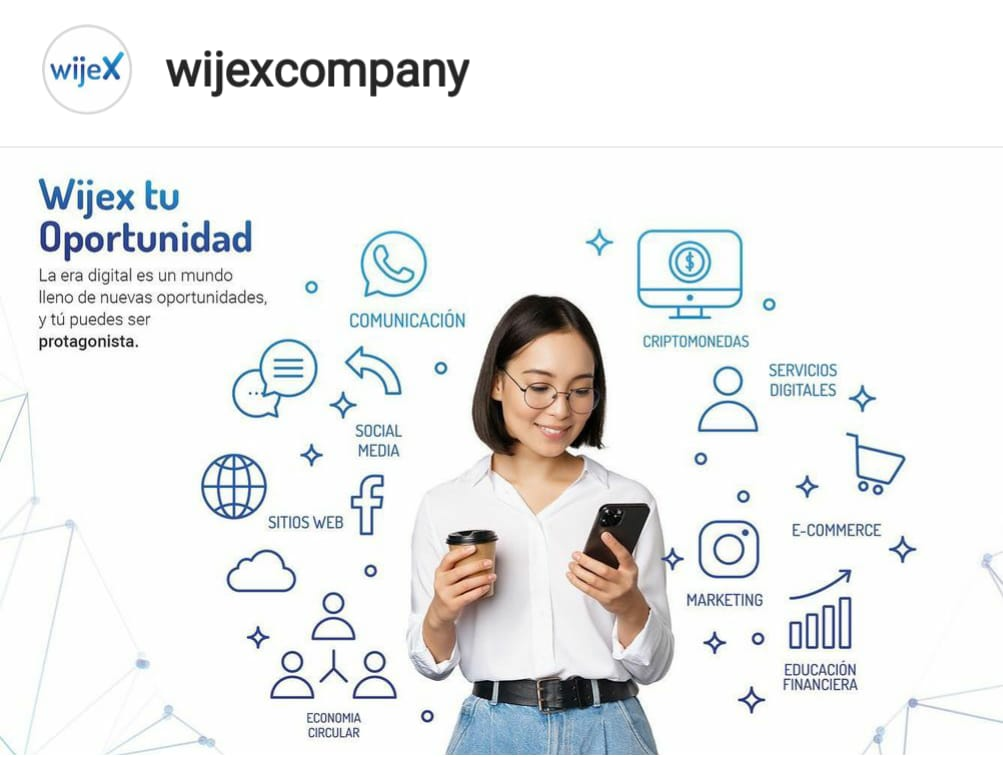 wijeX
wijexcompany
Wijex tu
Oportunidad
La era digital es un mundo
lleno de nuevas oportunidades,
y tú puedes ser
protagonista.
COMUNICACIÓN
SOCIAL
MEDIA
SITIOS WEB
ECONOMIA
CIRCULAR
CRIPTOMONEDAS
SERVICIOS
DIGITALES
E-COMMERCE
MARKETING
EDUCACIÓN
FINANCIERA